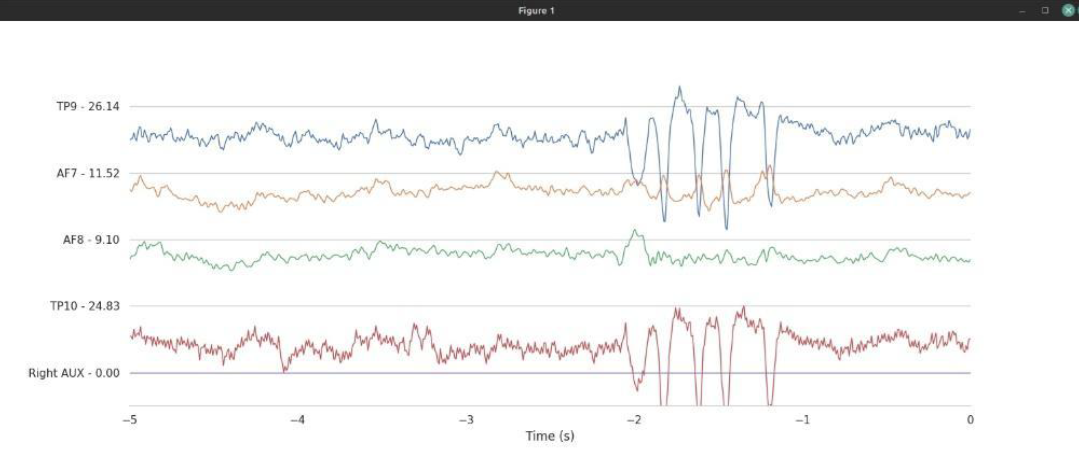 Figure 1
TP9 - 26.14
AF7 - 11.52
AF8 - 9.10
TP10 - 24.83
Right AUX - 0.00
−5 −4 −3 −2 −1 0
Time (s)